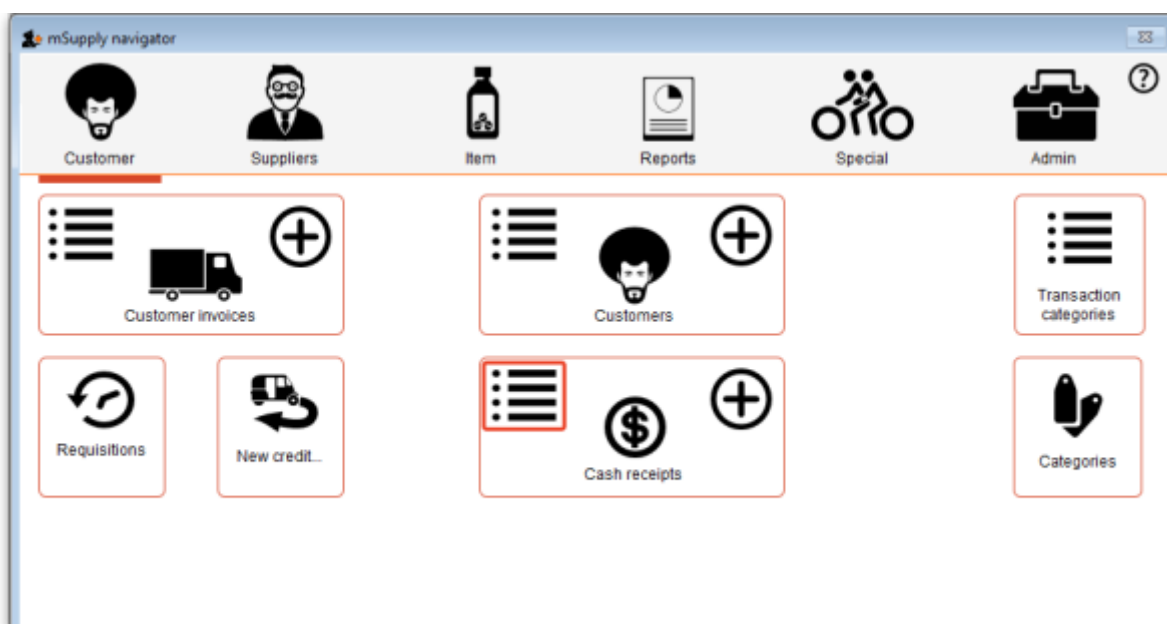 mSupply navigator
Customer
Suppliers
Item
Reports
Special
Admin
?
Customer invoices
Customers
Transaction
categories
Requisitions
New credit...
$
Cash receipts
Categories